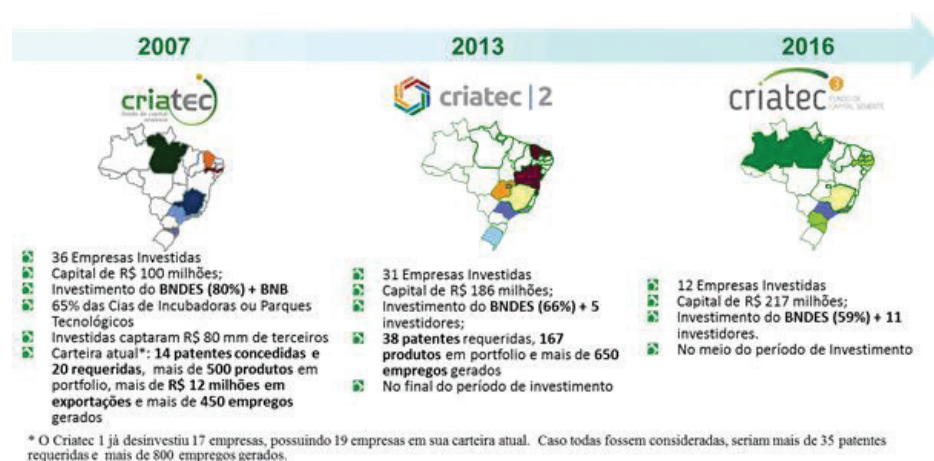 2007
2013
2016
criatec
criatec | 2
criatec 3
FUNDO DE
CAPITAL SEMENTE
36 Empresas Investidas
Capital de R$ 100 milhões;
Investimento do BNDES (80%) + BNB
65% das Cias de Incubadoras ou Parques
Tecnológicos
Investidas captaram R$ 80 mm de terceiros
Carteira atual*: 14 patentes concedidas e
20 requeridas, mais de 500 produtos em
portfolio, mais de R$ 12 milhões em
exportações e mais de 450 empregos
gerados
31 Empresas Investidas
Capital de R$ 186 milhões;
Investimento do BNDES (66%) + 5
investidores;
38 patentes requeridas, 167
produtos em portfolio e mais de 650
empregos gerados
No final do período de investimento
12 Empresas Investidas
Capital de R$ 217 milhões;
Investimento do BNDES (59%) + 11
investidores.
No meio do período de Investimento
* O Criatec 1 já desinvestiu 17 empresas, possuindo 19 empresas em sua carteira atual. Caso todas fossem consideradas, seriam mais de 35 patentes
requeridas e mais de 800 empregos gerados.